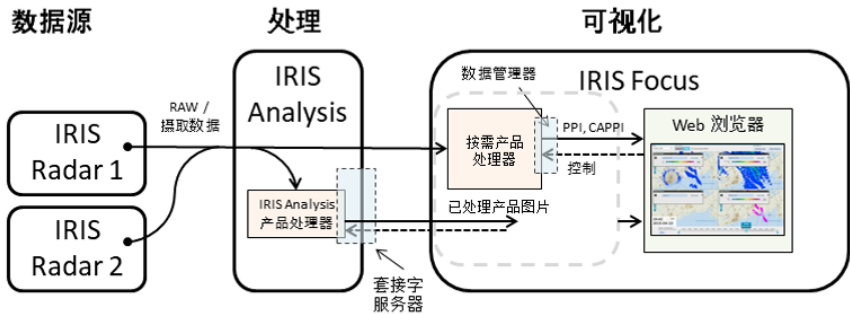 数据源
处理
可视化
IRIS
Radar 1
IRIS
Radar 2
RAW /
摄取数据
IRIS
Analysis
IRIS Analysis
产品处理器
套接字
服务器
IRIS Focus
数据管理器
按需产品
处理器
PPI, CAPPI
控制
已处理产品图片
Web 浏览器